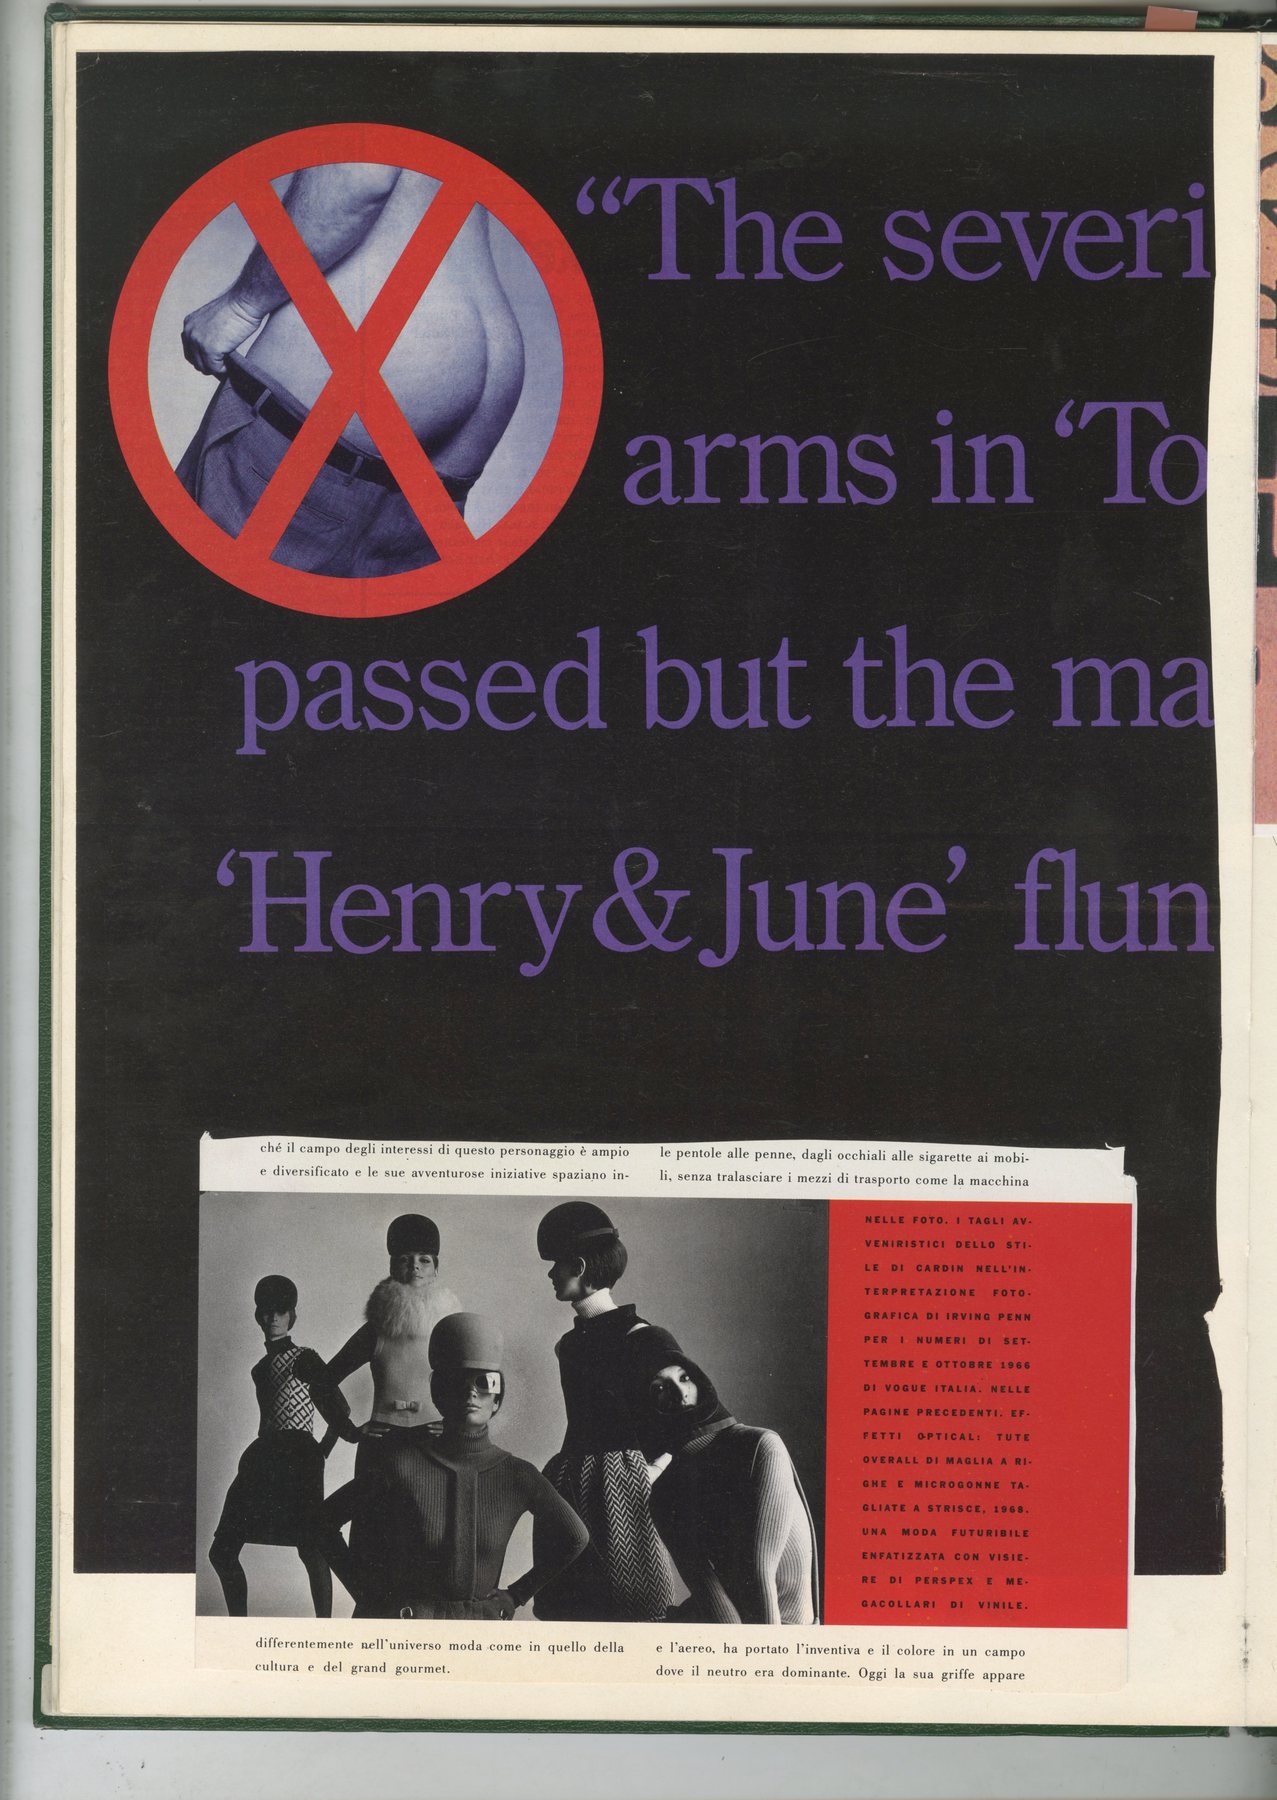 “The severi
arms in ‘To
passed but the ma
‘Henry & June’ flun
ché il campo degli interessi di questo personaggio è ampio
e diversificato e le sue avventurose iniziative spaziano in-
le pentole alle penne, dagli occhiali alle sigarette ai mobi-
li, senza tralasciare i mezzi di trasporto come la macchina
NELLE FOTO. I TAGLI AV-
VENIRISTICI DELLO STI-
LE DI CARDIN NELL'IN-
TERPRETAZIONE FOTO-
GRAFICA DI IRVING PENN
PER I NUMERI DI SET-
TEMBRE E OTTOBRE 1966
DI VOGUE ITALIA. NELLE
PAGINE PRECEDENTI. EF-
FETTI OPTICAL: TUTE
OVERALL DI MAGLIA A RI-
GHE E MICROGONNE TA-
GLIATE A STRISCE, 1968.
UNA MODA FUTURIBILE
ENFATIZZATA CON VISIE-
RE DI PERSPEX E ME-
GACOLLARI DI VINILE.
differentemente nell'universo moda come in quello della
cultura e del grand gourmet.
e l'aereo, ha portato l'inventiva e il colore in un campo
dove il neutro era dominante. Oggi la sua griffe appare